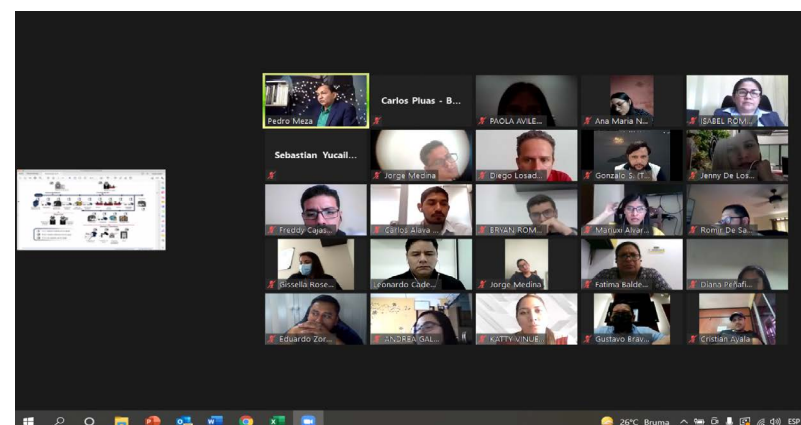 Pedro Meza
Carlos Pluas - B...
PAOLA AVILE...
Ana Maria N...
ISABEL ROM...
Sebastian Yucail...
Jorge Medina
Diego Losad...
Gonzalo S. (T...
Jenny De Los...
Freddy Cajas...
Carlos Alava ...
BRYAN ROM...
Manuxi Alvar...
Romir De Sa...
Gissella Rose...
Leonardo Cade...
Jorge Medina
Fatima Balde...
Diana Peñafi...
Eduardo Zor...
ANDREA GAL...
KATTY VINUE...
Gustavo Brav...
Cristian Ayala
26°C Bruma
ESP